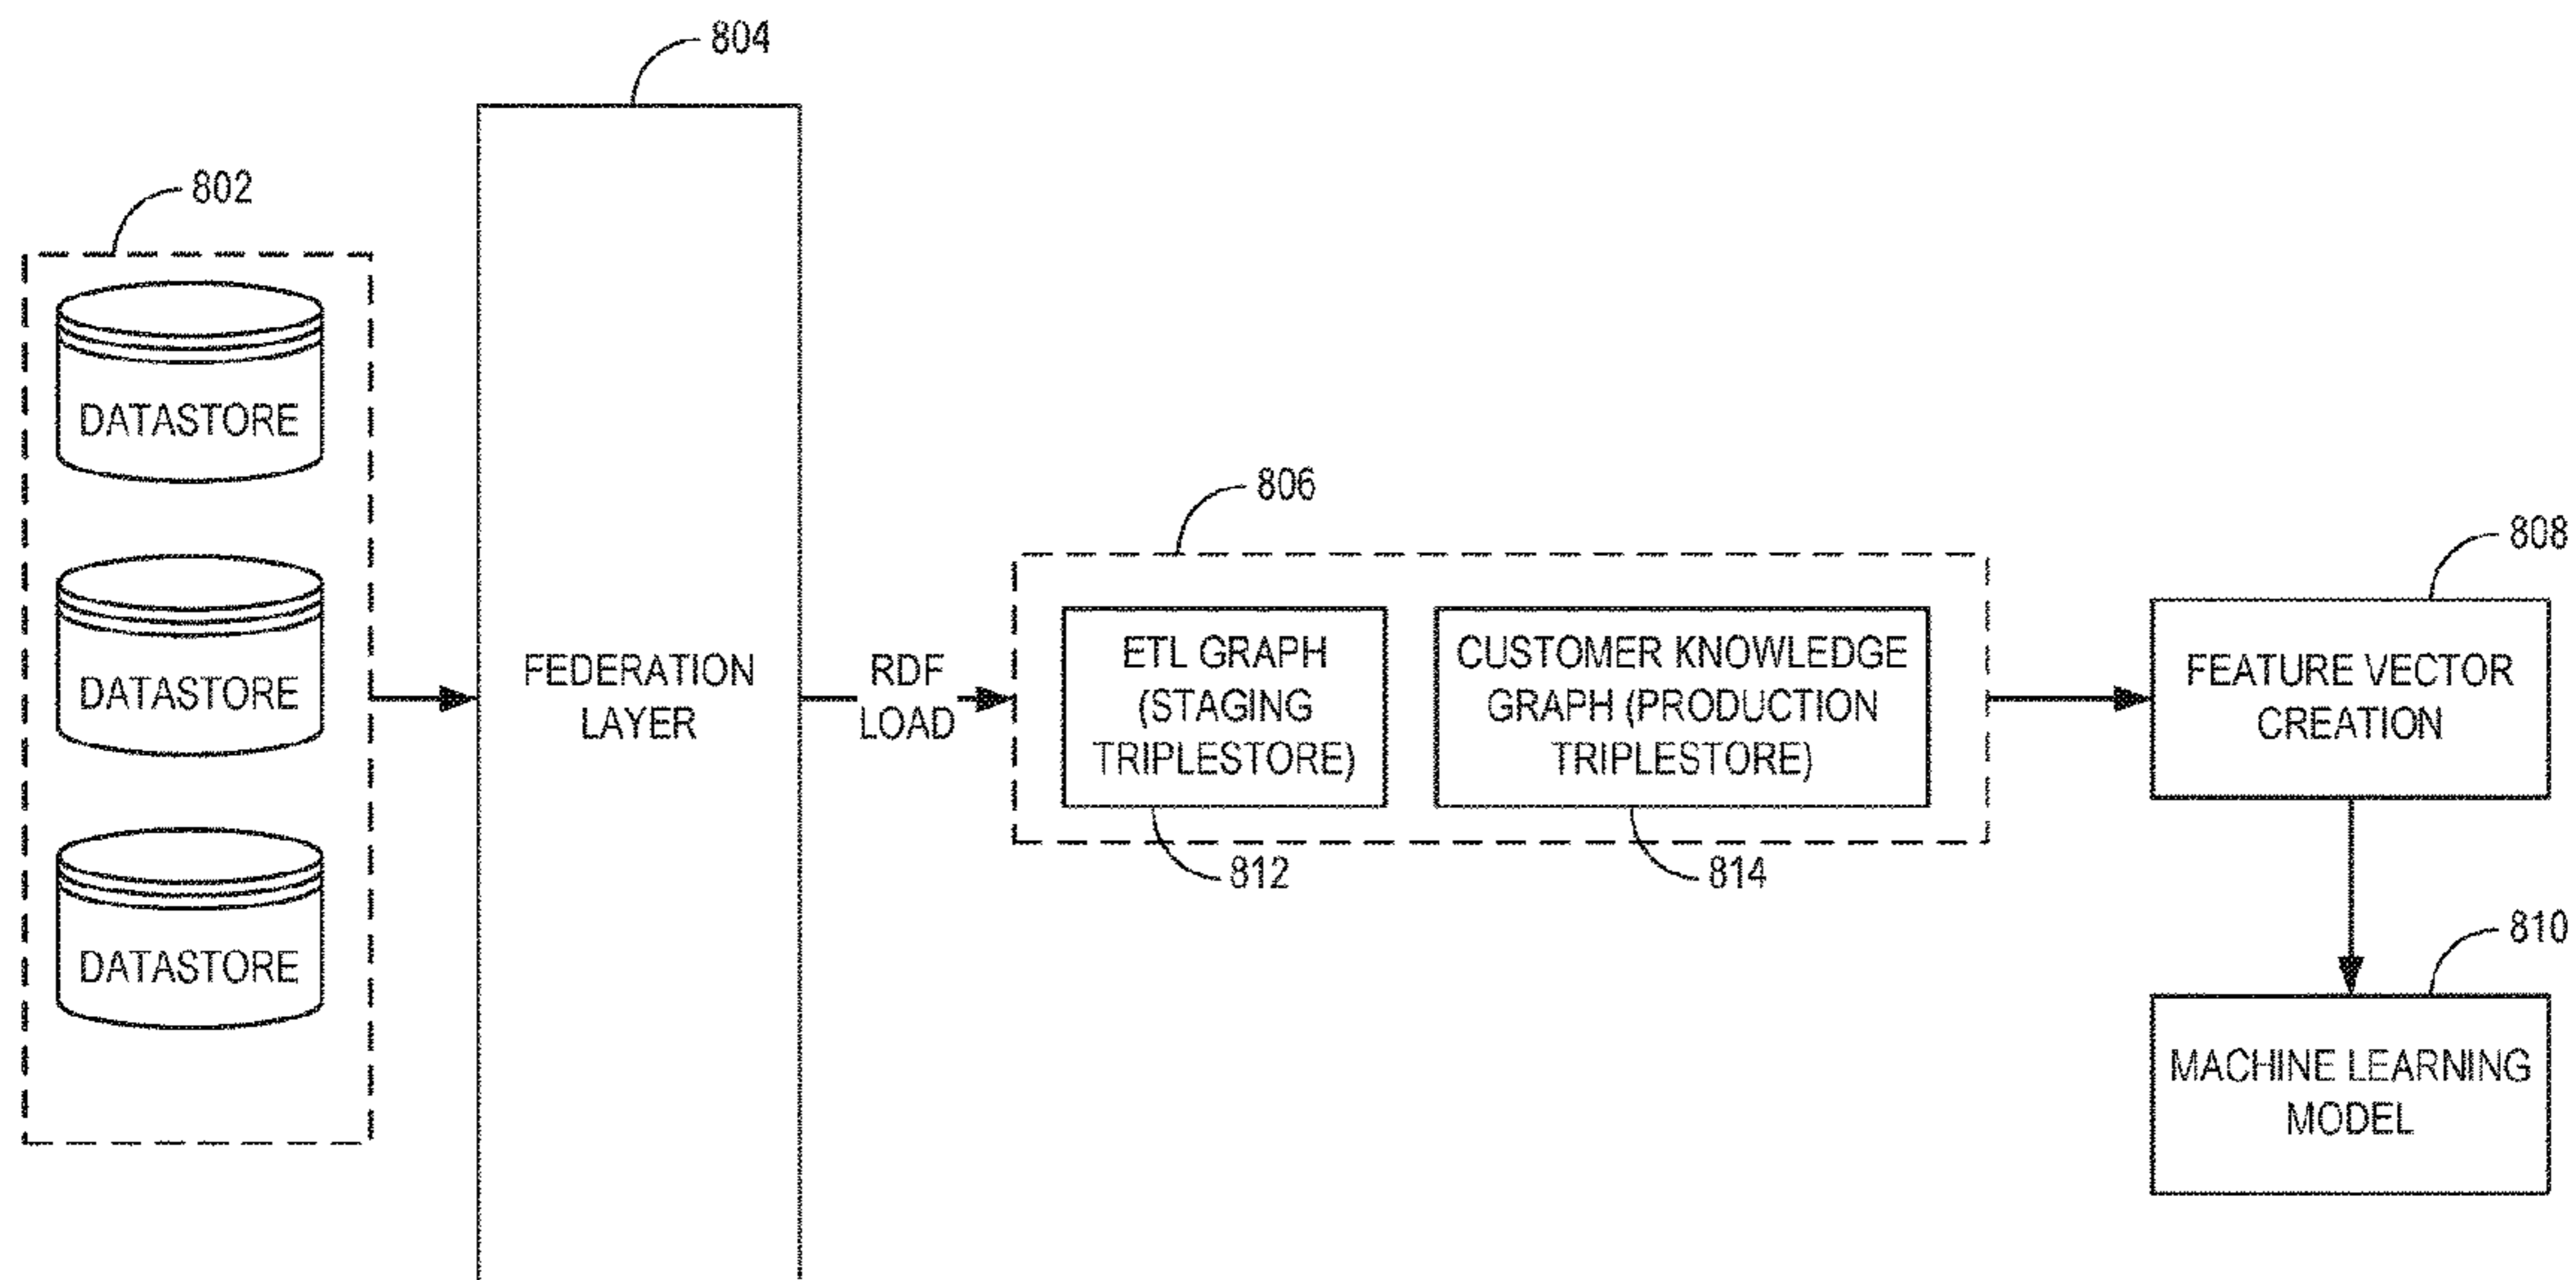 804
802
DATASTORE
DATASTORE
DATASTORE
FEDERATION
LAYER
RDF
LOAD
806
ETL GRAPH
(STAGING
TRIPLESTORE)
812
CUSTOMER KNOWLEDGE
GRAPH (PRODUCTION
TRIPLESTORE)
814
808
FEATURE VECTOR
CREATION
810
MACHINE LEARNING
MODEL